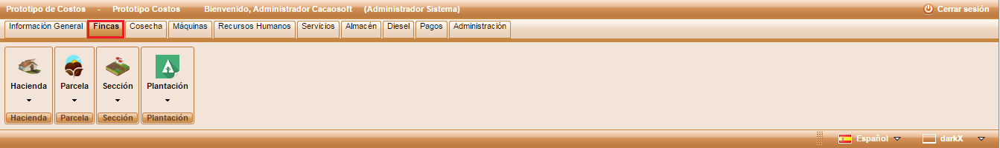 Prototipo de Costos - Prototipo Costos Bienvenido, Administrador Cacaosoft (Administrador Sistema) Cerrar sesión
Información General Fincas Cosecha Máquinas Recursos Humanos Servicios Almacén Diesel Pagos Administración
Hacienda Parcela Sección Plantación
Hacienda Parcela Sección Plantación
Español darkX